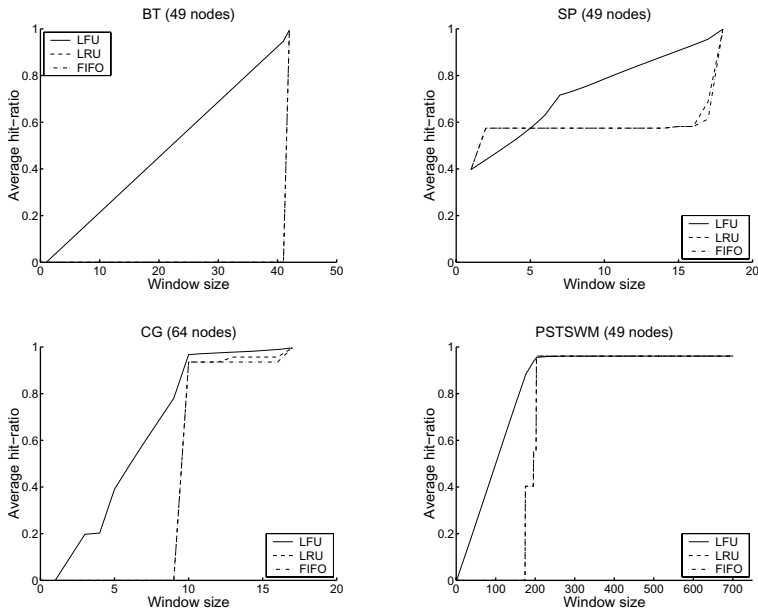 BT (49 nodes)
1
0.8
0.6
0.4
0.2
0
Average hit-ratio
LFU
LRU
FIFO
0 10 20 30 40 50
Window size
SP (49 nodes)
1
0.8
0.6
0.4
0.2
0
Average hit-ratio
LFU
LRU
FIFO
0 5 10 15 20
Window size
CG (64 nodes)
1
0.8
0.6
0.4
0.2
0
Average hit-ratio
LFU
LRU
FIFO
0 5 10 15 20
Window size
PSTSWM (49 nodes)
1
0.8
0.6
0.4
0.2
0
Average hit-ratio
LFU
LRU
FIFO
0 100 200 300 400 500 600 700
Window size